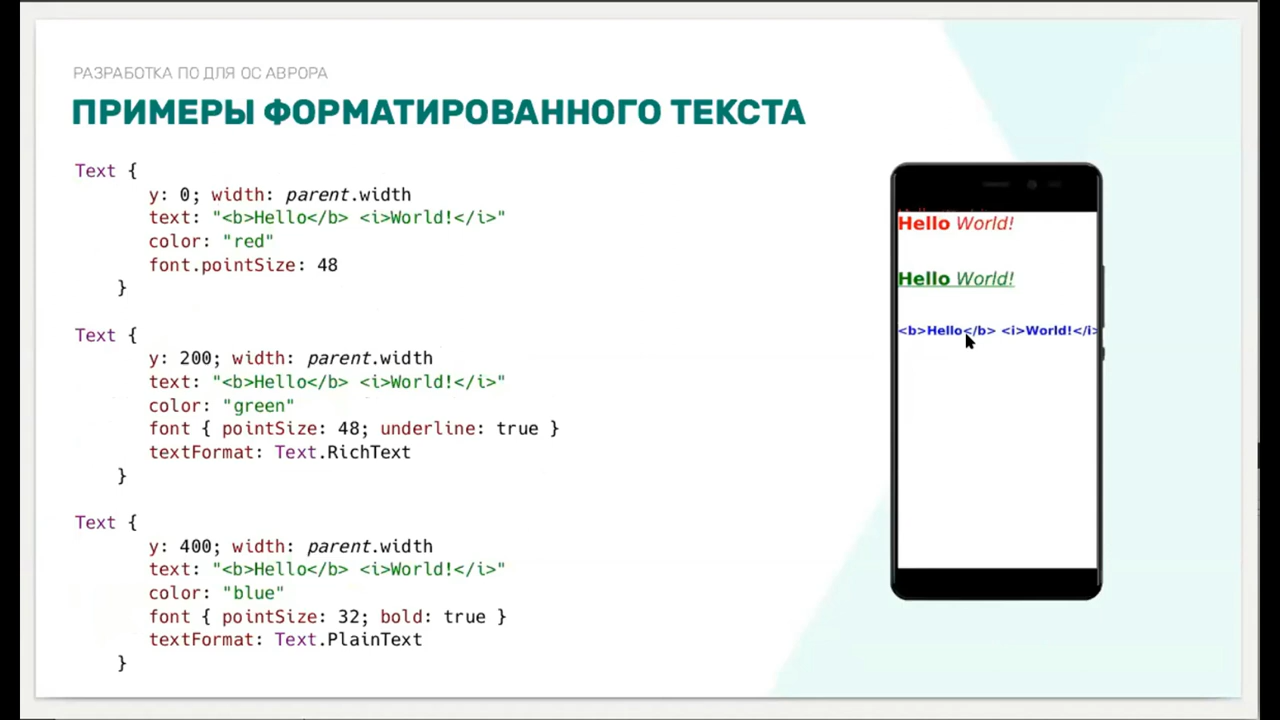 РАЗРАБОТКА ПО ДЛЯ ОС АВРОРА
ПРИМЕРЫ ФОРМАТИРОВАННОГО ТЕКСТА
Text {
y: 0; width: parent.width
text: "<b>Hello</b> <i>World!</i>"
color: "red"
font.pointSize: 48
}
Text {
y: 200; width: parent.width
text: "<b>Hello</b> <i>World!</i>"
color: "green"
font { pointSize: 48; underline: true }
textFormat: Text.RichText
}
Text {
y: 400; width: parent.width
text: "<b>Hello</b> <i>World!</i>"
color: "blue"
font { pointSize: 32; bold: true }
textFormat: Text.PlainText
}
Hello World!
Hello World!
<b>Hello</b> <i>World!</i>